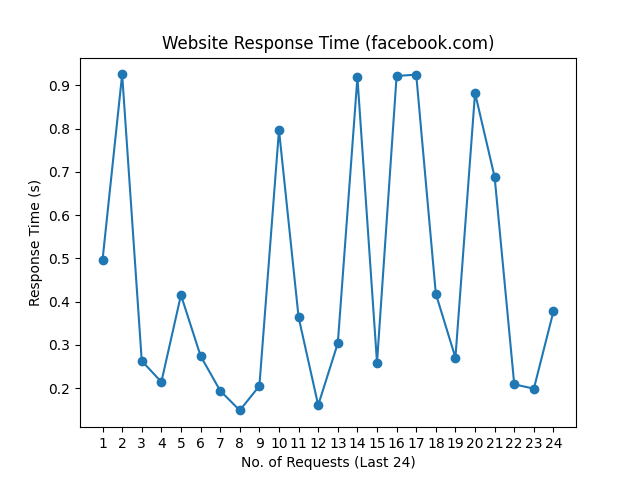 Website Response Time (facebook.com)
Response Time (s)
0.9
0.8
0.7
0.6
0.5
0.4
0.3
0.2
1 2 3 4 5 6 7 8 9 10 11 12 13 14 15 16 17 18 19 20 21 22 23 24
No. of Requests (Last 24)